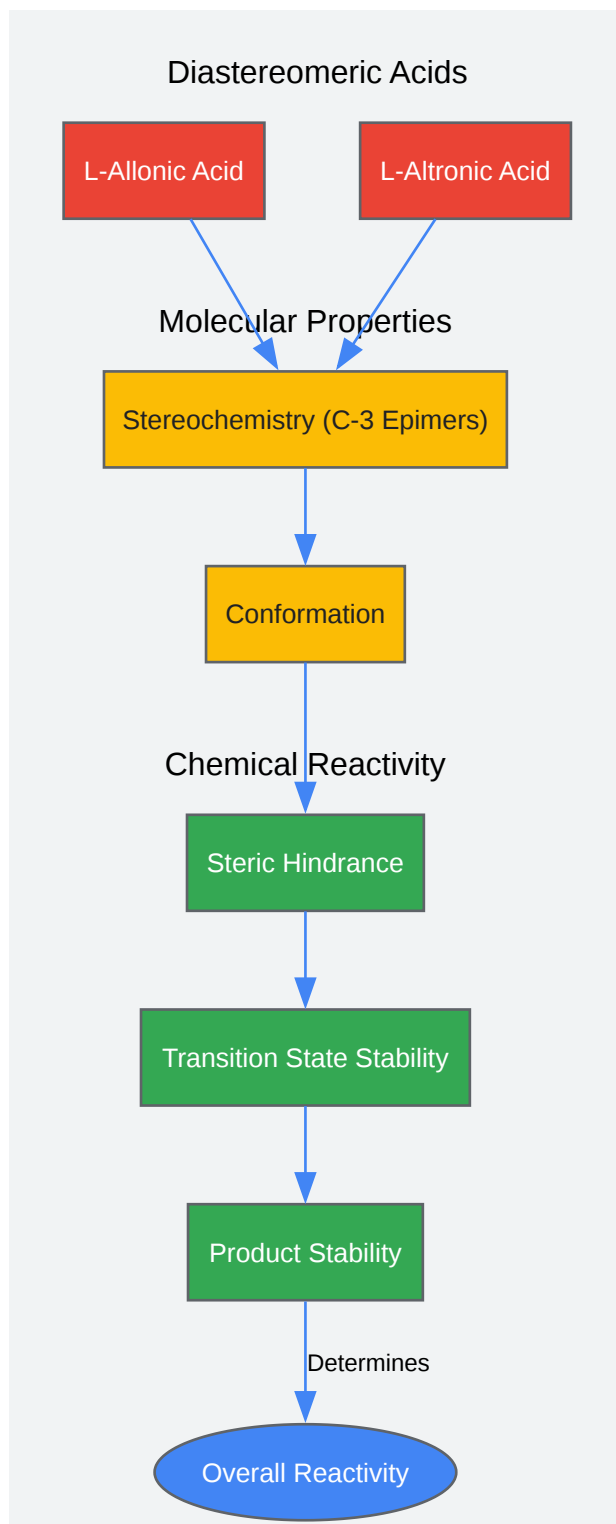 Diastereomeric Acids
L-Allonic Acid
L-Altronic Acid
Molecular Properties
Stereochemistry (C-3 Epimers)
Conformation
Chemical Reactivity
Steric Hindrance
Transition State Stability
Product Stability
Determines
Overall Reactivity